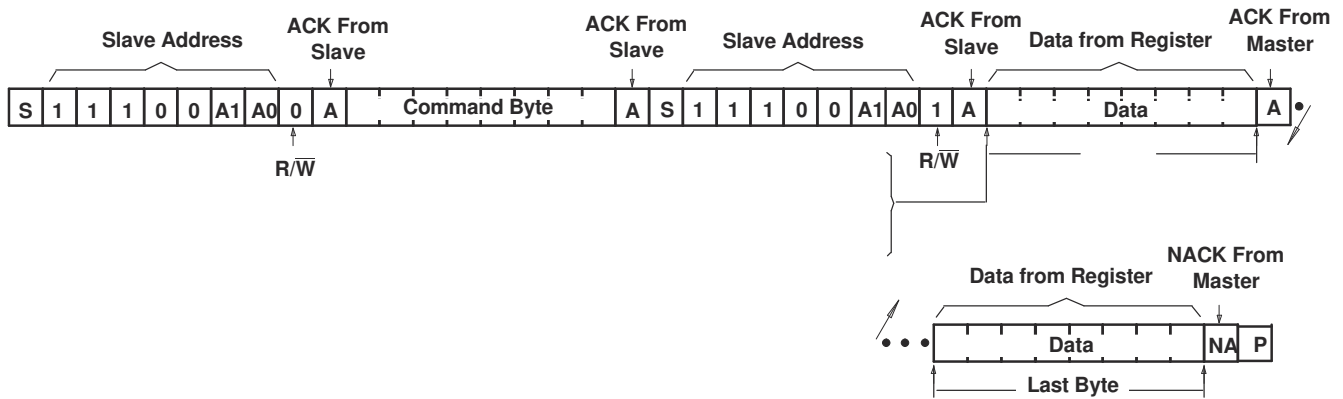 Slave Address
ACK From
Slave
ACK From
Slave
Slave Address
ACK From
Slave
Data from Register
ACK From
Master
S 1 1 1 0 0 A1 A0 0 A Command Byte A S 1 1 1 0 0 A1 A0 1 A Data A
R/W̅
R/W̅
Data from Register
NACK From
Master
Data NA P
Last Byte